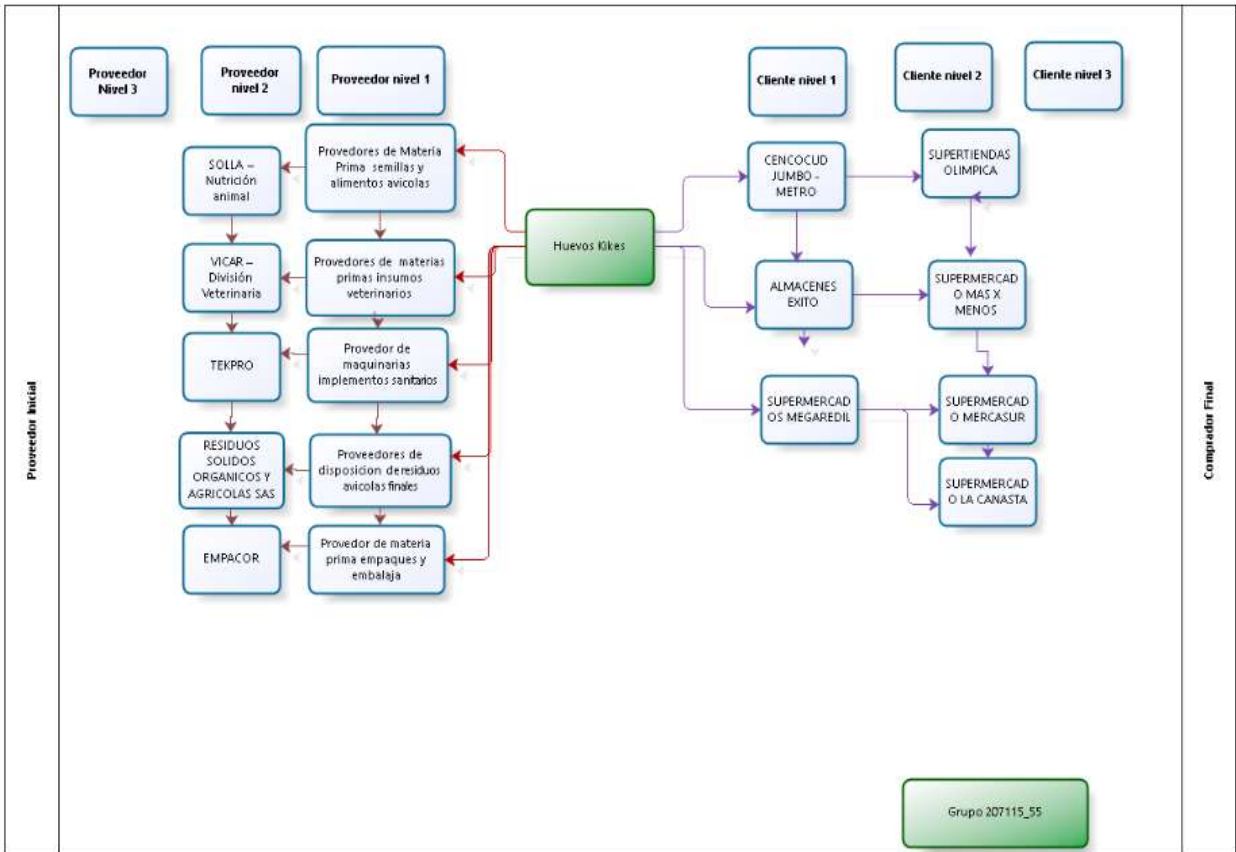 Proveedor Inicial
Proveedor
Nivel 3
Proveedor
nivel 2
Proveedor nivel 1
Cliente nivel 1
Cliente nivel 2
Cliente nivel 3
SOLLA –
Nutrición
animal
VICAR –
División
Veterinaria
TEKPRO
RESIDUOS
SOLIDOS
ORGANICOS Y
AGRICOLAS SAS
EMPACOR
Provedores de Materia
Prima semillas y
alimentos avicolas
Provedores de materias
primas insumos
veterinarios
Provedor de
maquinarias
implementos sanitarios
Proveedores de
disposicion de residuos
avicolas finales
Provedor de materia
prima empaques y
embalaja
Huevos Kikes
CENCOCUD
JUMBO -
METRO
ALMACENES
EXITO
SUPERMERCAD
OS MEGAREDIL
SUPERTIENDAS
OLIMPICA
SUPERMERCAD
O MAS X
MENOS
SUPERMERCAD
O MERCASUR
SUPERMERCAD
O LA CANASTA
Comprador Final
Grupo 207115_55